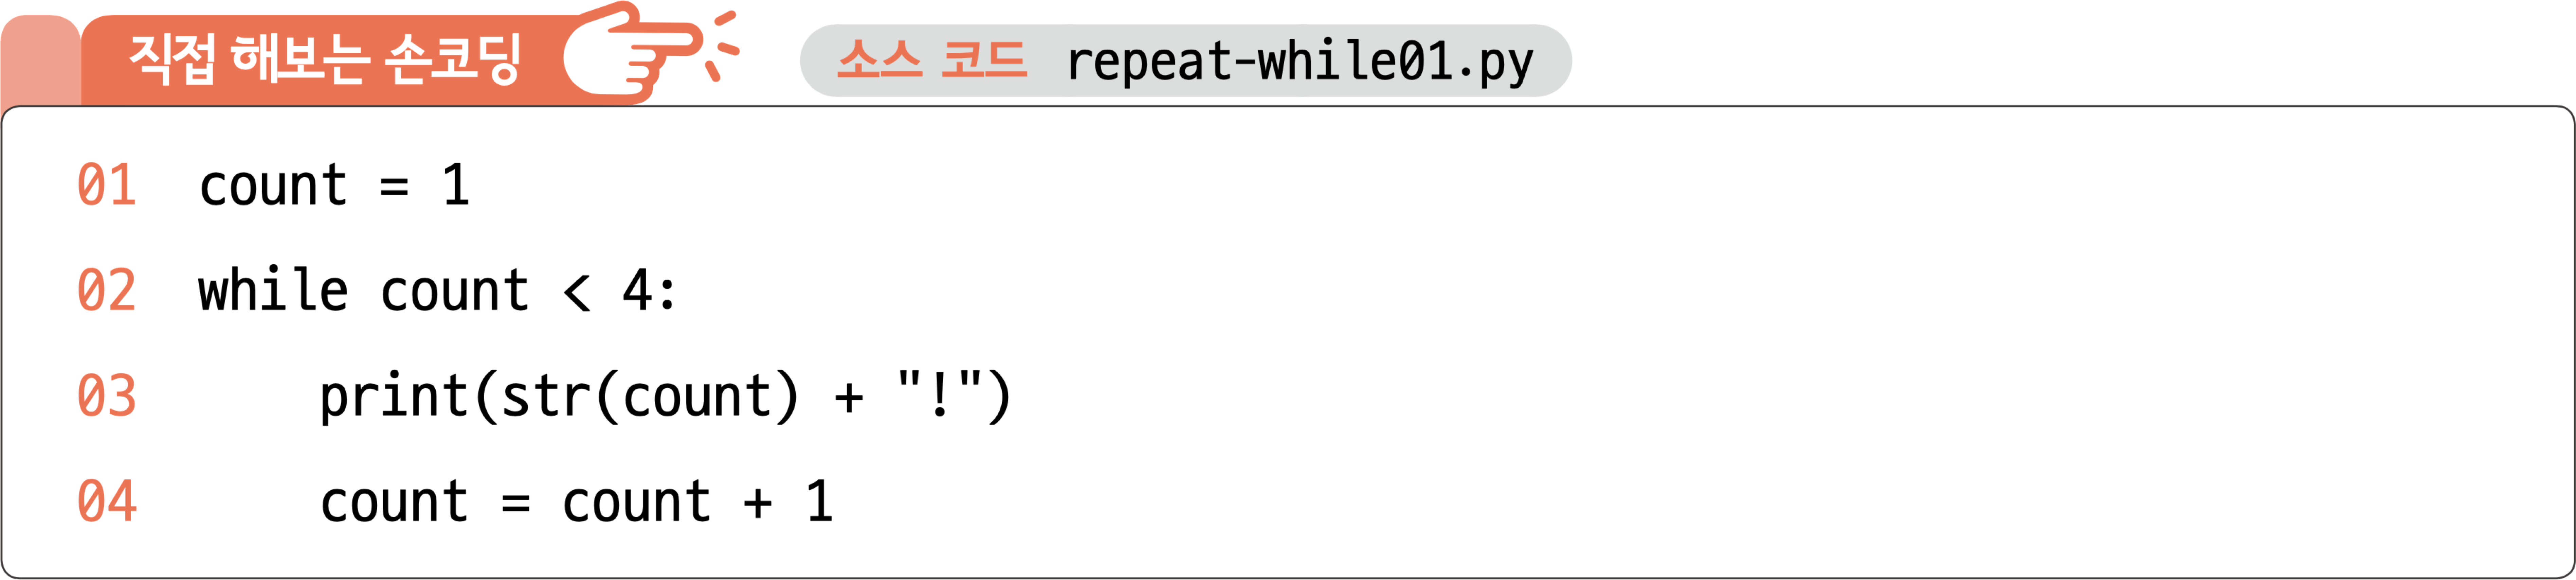 직접 해보는 손코딩
소스 코드 repeat-while01.py
01 count = 1
02 while count < 4:
03     print(str(count) + "!")
04     count = count + 1